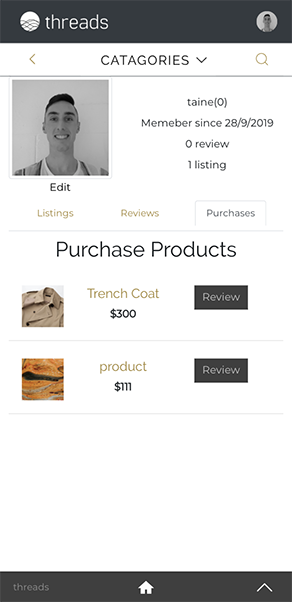 threads
CATAGORIES
taine(0)
Memeber since 28/9/2019
0 review
1 listing
Edit
Listings Reviews Purchases
Purchase Products
Trench Coat
$300
Review
product
$111
Review
threads